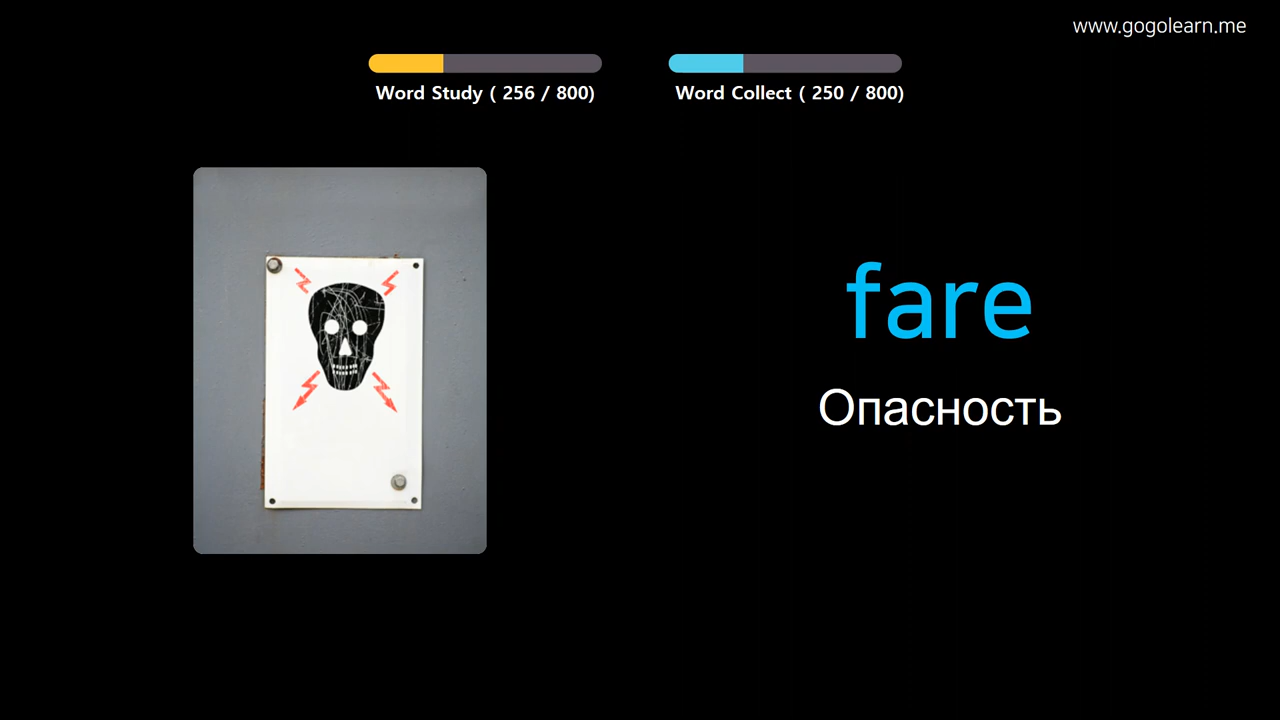 www.gogolearn.me
Word Study ( 256 / 800)
Word Collect ( 250 / 800)
fare
Опасность